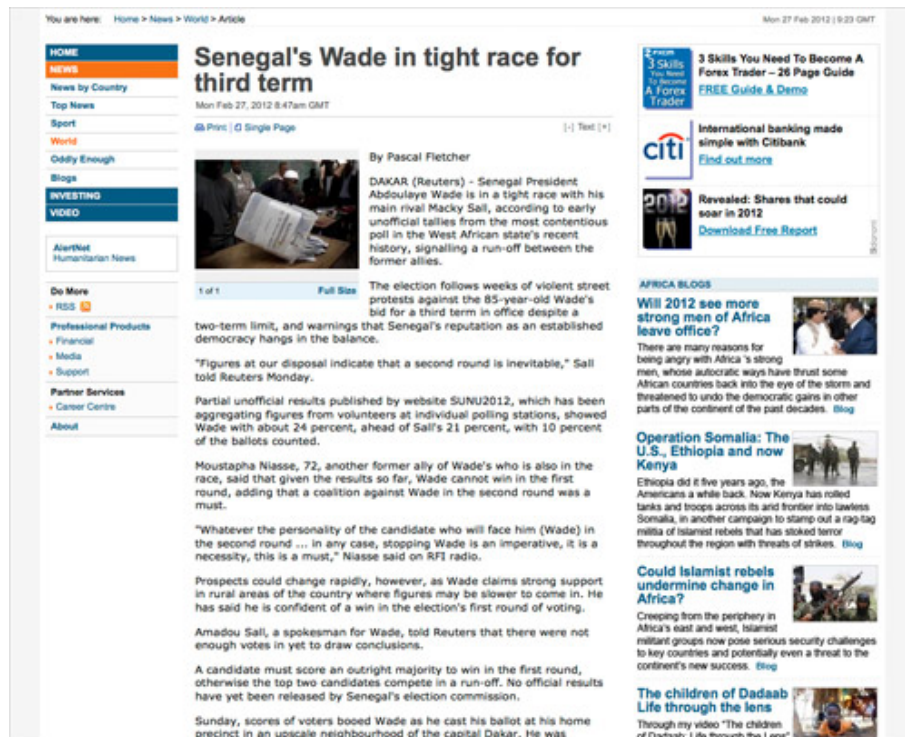 You are here: Home > News > World > Article
Mon 27 Feb 2012 | 9:23 GMT
HOME
NEWS
News by Country
Top News
Sport
World
Oddly Enough
Blogs
INVESTING
VIDEO
AlertNet
Humanitarian News
Do More
RSS
Professional Products
Financial
Media
Support
Partner Services
Career Centre
About
Senegal's Wade in tight race for
third term
Mon Feb 27, 2012 8:47am GMT
Print | Single Page
[-] Text [+]
1 of 1
Full Size
By Pascal Fletcher
DAKAR (Reuters) - Senegal President
Abdoulaye Wade is in a tight race with his
main rival Macky Sall, according to early
unofficial tallies from the most contentious
poll in the West African state's recent
history, signalling a run-off between the
former allies.
The election follows weeks of violent street
protests against the 85-year-old Wade's
bid for a third term in office despite a
two-term limit, and warnings that Senegal's reputation as an established
democracy hangs in the balance.
"Figures at our disposal indicate that a second round is inevitable," Sall
told Reuters Monday.
Partial unofficial results published by website SUNU2012, which has been
aggregating figures from volunteers at individual polling stations, showed
Wade with about 24 percent, ahead of Sall's 21 percent, with 10 percent
of the ballots counted.
Moustapha Niasse, 72, another former ally of Wade's who is also in the
race, said that given the results so far, Wade cannot win in the first
round, adding that a coalition against Wade in the second round was a
must.
"Whatever the personality of the candidate who will face him (Wade) in
the second round ... in any case, stopping Wade is an imperative, it is a
necessity, this is a must," Niasse said on RFI radio.
Prospects could change rapidly, however, as Wade claims strong support
in rural areas of the country where figures may be slower to come in. He
has said he is confident of a win in the election's first round of voting.
Amadou Sall, a spokesman for Wade, told Reuters that there were not
enough votes in yet to draw conclusions.
A candidate must score an outright majority to win in the first round,
otherwise the top two candidates compete in a run-off. No official results
have yet been released by Senegal's election commission.
Sunday, scores of voters booed Wade as he cast his ballot at his home
precinct in an upscale neighbourhood of the capital Dakar. He was
3 Skills
You Need
To Become
A Forex
Trader
3 Skills You Need To Become A
Forex Trader – 26 Page Guide
FREE Guide & Demo
citi
International banking made
simple with Citibank
Find out more
2012
Revealed: Shares that could
soar in 2012
Download Free Report
AFRICA BLOGS
Will 2012 see more
strong men of Africa
leave office?
There are many reasons for
being angry with Africa 's strong
men, whose autocratic ways have thrust some
African countries back into the eye of the storm and
threatened to undo the democratic gains in other
parts of the continent of the past decades. Blog
Operation Somalia: The
U.S., Ethiopia and now
Kenya
Ethiopia did it five years ago, the
Americans a while back. Now Kenya has rolled
tanks and troops across its arid frontier into lawless
Somalia, in another campaign to stamp out a rag-tag
militia of Islamist rebels that has stoked terror
throughout the region with threats of strikes. Blog
Could Islamist rebels
undermine change in
Africa?
Creeping from the periphery in
Africa's east and west, Islamist
militant groups now pose serious security challenges
to key countries and potentially even a threat to the
continent's new success. Blog
The children of Dadaab
Life through the lens
Through my video "The children
of Dadaab: Life through the Lens"